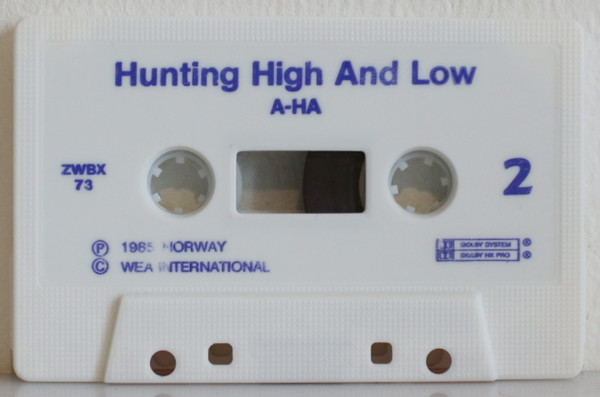 Hunting High And Low
A-HA
ZWBX
73
2
Ⓟ 1985 NORWAY
© WEA INTERNATIONAL
DOLBY SYSTEM ®
DOLBY HX PRO ®